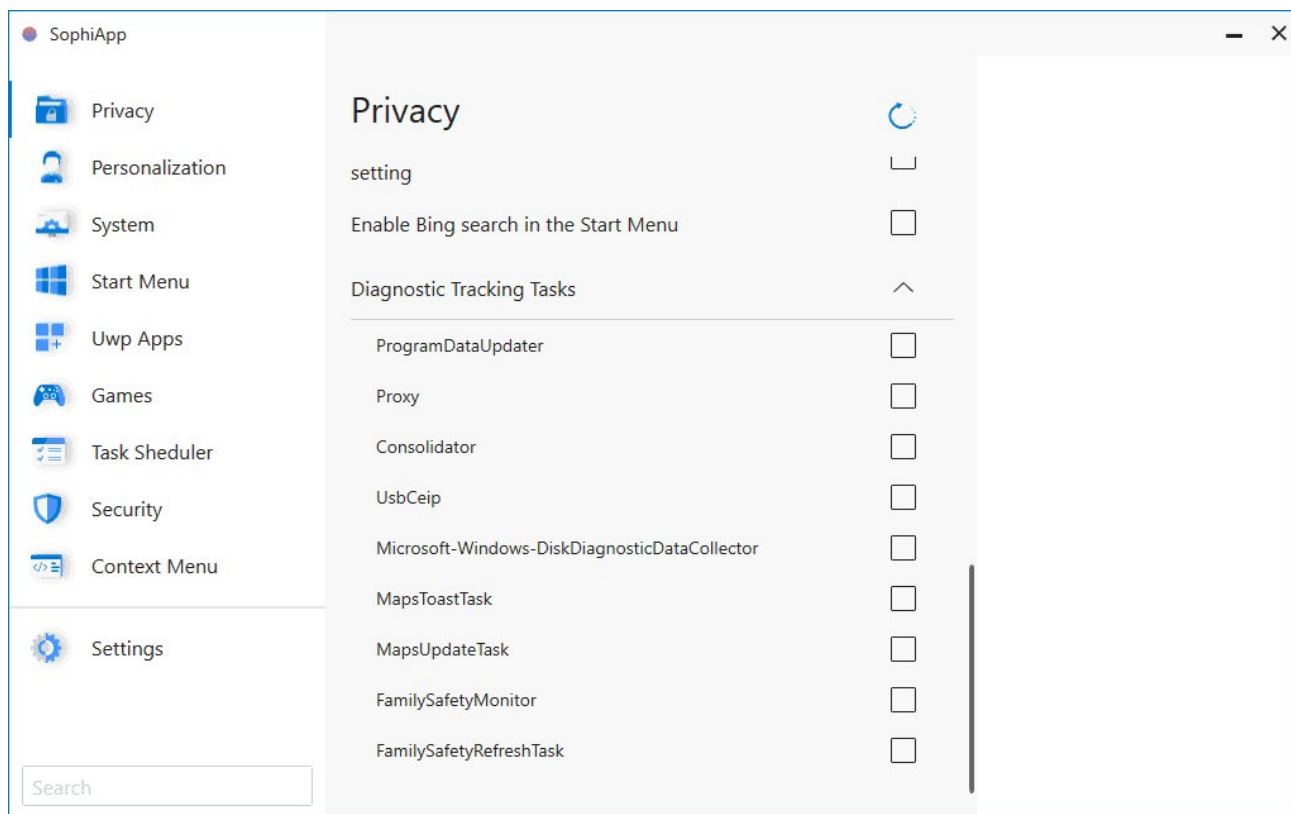 SophiApp
Privacy
Personalization
System
Start Menu
Uwp Apps
Games
Task Sheduler
Security
Context Menu
Settings
Search
Privacy
setting
Enable Bing search in the Start Menu
Diagnostic Tracking Tasks
ProgramDataUpdater
Proxy
Consolidator
UsbCeip
Microsoft-Windows-DiskDiagnosticDataCollector
MapsToastTask
MapsUpdateTask
FamilySafetyMonitor
FamilySafetyRefreshTask